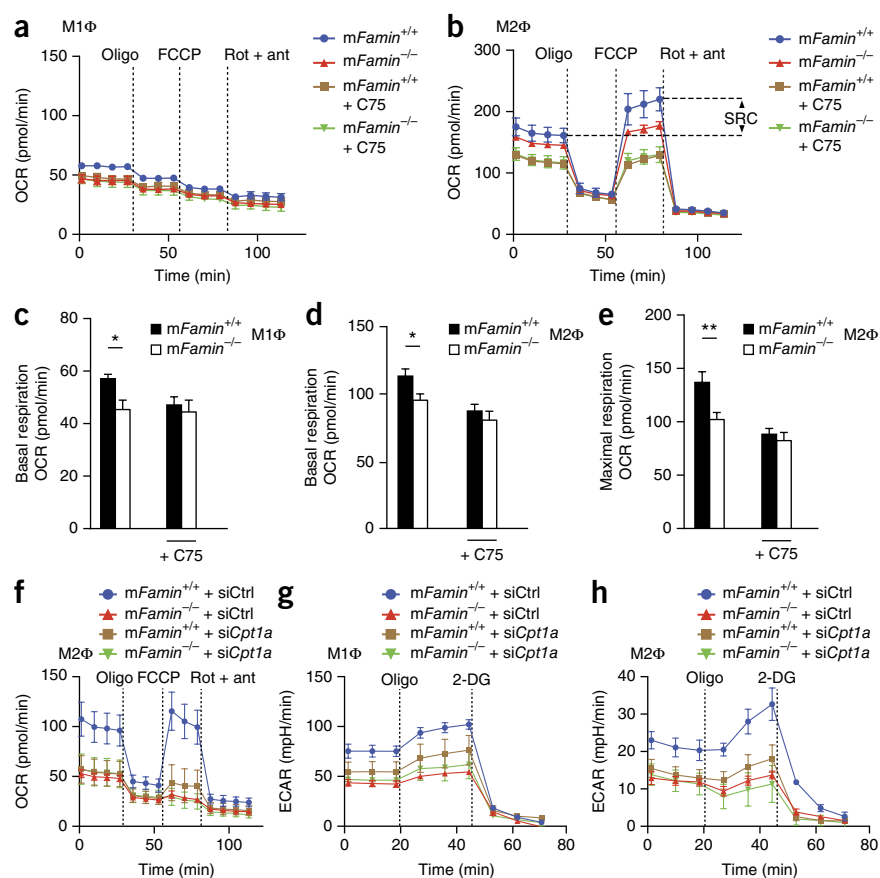 a
M1Φ
Oligo FCCP Rot + ant
OCR (pmol/min)
150
100
50
0
0 50 100
Time (min)
mFamin+/+
mFamin–/–
mFamin+/+
+ C75
mFamin–/–
+ C75
b
M2Φ
Oligo FCCP Rot + ant
OCR (pmol/min)
300
200
100
0
0 50 100
Time (min)
SRC
mFamin+/+
mFamin–/–
mFamin+/+
+ C75
mFamin–/–
+ C75
c
mFamin+/+
mFamin–/–
M1Φ
Basal respiration
OCR (pmol/min)
80
60
40
20
0
*
+ C75
d
mFamin+/+
mFamin–/–
M2Φ
Basal respiration
OCR (pmol/min)
150
100
50
0
*
+ C75
e
mFamin+/+
mFamin–/–
M2Φ
Maximal respiration
OCR (pmol/min)
200
150
100
50
0
**
+ C75
f
mFamin+/+ + siCtrl
mFamin–/– + siCtrl
mFamin+/+ + siCpt1a
mFamin–/– + siCpt1a
M2Φ
Oligo FCCP Rot + ant
OCR (pmol/min)
150
100
50
0
0 50 100
Time (min)
g
mFamin+/+ + siCtrl
mFamin–/– + siCtrl
mFamin+/+ + siCpt1a
mFamin–/– + siCpt1a
M1Φ
Oligo 2-DG
ECAR (mpH/min)
150
100
50
0
0 20 40 60 80
Time (min)
h
mFamin+/+ + siCtrl
mFamin–/– + siCtrl
mFamin+/+ + siCpt1a
mFamin–/– + siCpt1a
M2Φ
Oligo 2-DG
ECAR (mpH/min)
40
30
20
10
0
0 20 40 60 80
Time (min)